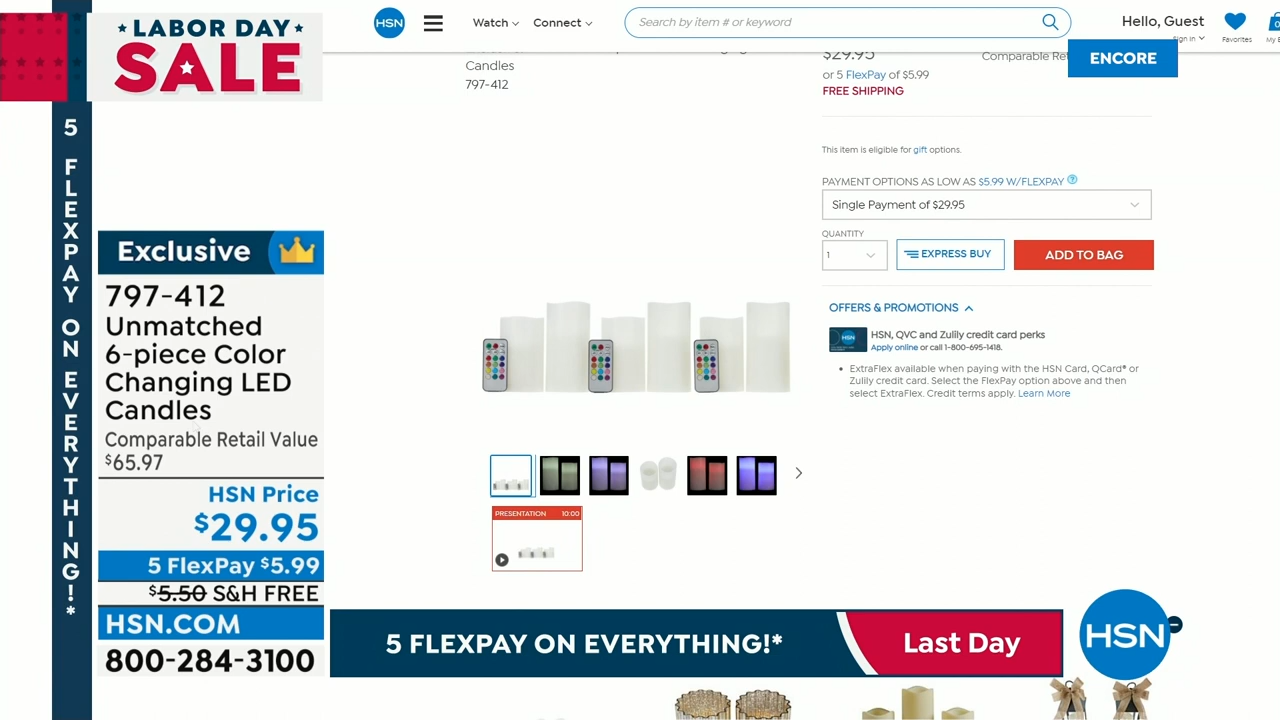 LABOR DAY
SALE
5 FLEXPAY ON EVERYTHING!*
Exclusive
797-412
Unmatched
6-piece Color
Changing LED
Candles
Comparable Retail Value
$65.97
HSN Price
$29.95
5 FlexPay $5.99
$5.50 S&H FREE
HSN.COM
800-284-3100
HSN
Watch
Connect
Search by item # or keyword
Hello, Guest
Sign In
Favorites
0
ENCORE
Candles
797-412
$29.95
Comparable
or 5 FlexPay of $5.99
FREE SHIPPING
This item is eligible for gift options.
PAYMENT OPTIONS AS LOW AS $5.99 W/FLEXPAY ?
Single Payment of $29.95
QUANTITY
1
EXPRESS BUY
ADD TO BAG
OFFERS & PROMOTIONS
HSN
HSN, QVC and Zulily credit card perks
Apply online or call 1-800-695-1418.
• ExtraFlex available when paying with the HSN Card, QCard® or
Zulily credit card. Select the FlexPay option above and then
select ExtraFlex. Credit terms apply. Learn More
PRESENTATION 10:00
5 FLEXPAY ON EVERYTHING!*
Last Day
HSN